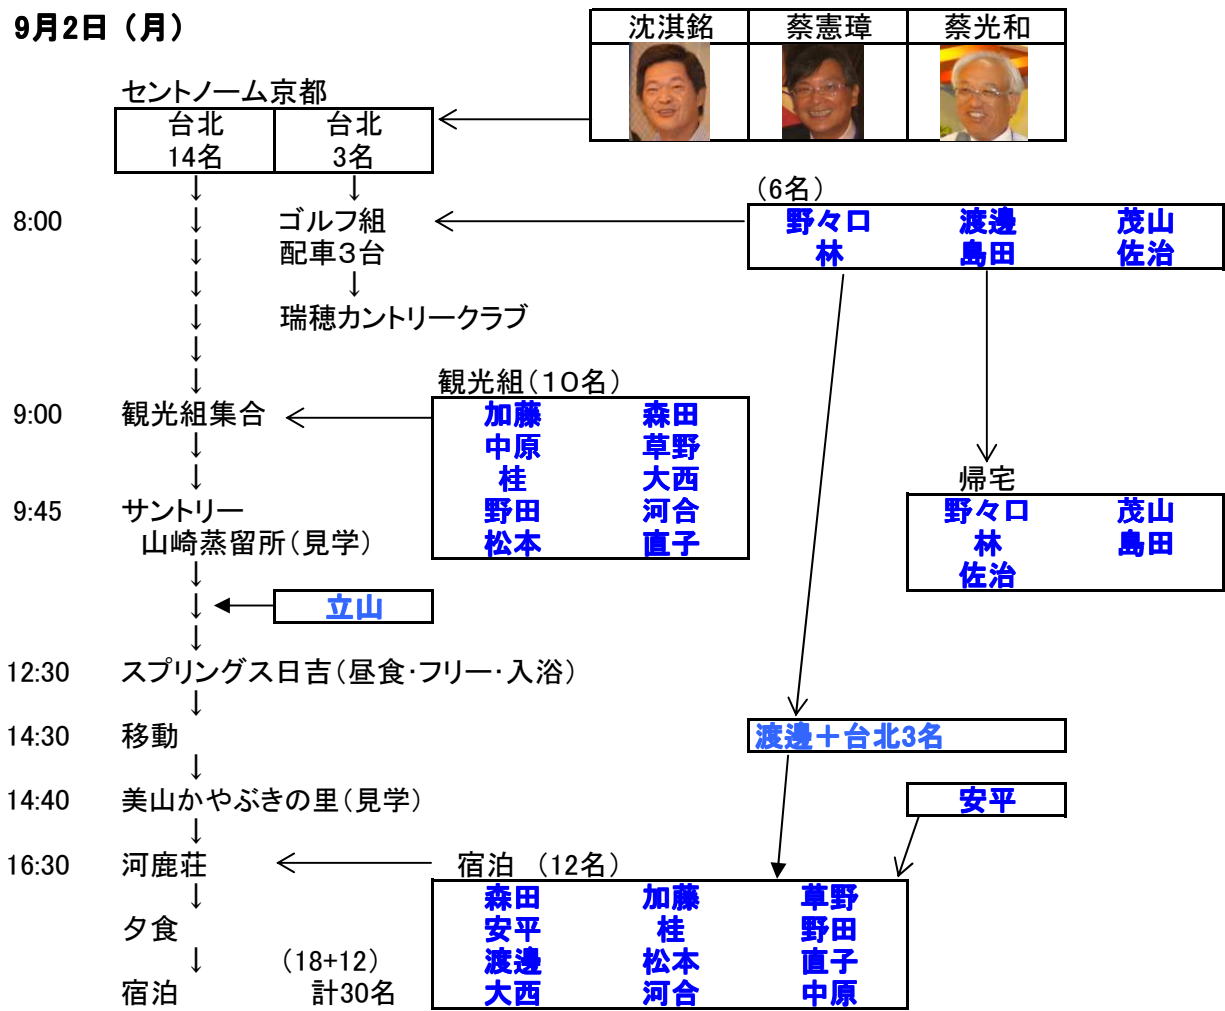 9月2日（月）
沈淇銘 蔡憲璋 蔡光和
セントノーム京都
台北 台北
14名 3名
↓ ↓
（6名）
8:00 ↓ ゴルフ組 ← 野々口 渡邊 茂山
↓ 配車３台 林 島田 佐治
↓ ↓
↓ 瑞穂カントリークラブ
↓
↓
観光組（１０名）
9:00 観光組集合 ← 加藤 森田
↓ 中原 草野
↓ 桂 大西
帰宅
9:45 サントリー 野田 河合 野々口 茂山
山崎蒸留所（見学） 松本 直子 林 島田
↓ 佐治
↓ ← 立山
↓
12:30 スプリングス日吉（昼食・フリー・入浴）
↓
14:30 移動 渡邊＋台北3名
↓
14:40 美山かやぶきの里（見学） 安平
↓
16:30 河鹿荘 ← 宿泊 （12名）
↓ 森田 加藤 草野
夕食 安平 桂 野田
↓ （18+12） 渡邊 松本 直子
宿泊 計30名 大西 河合 中原